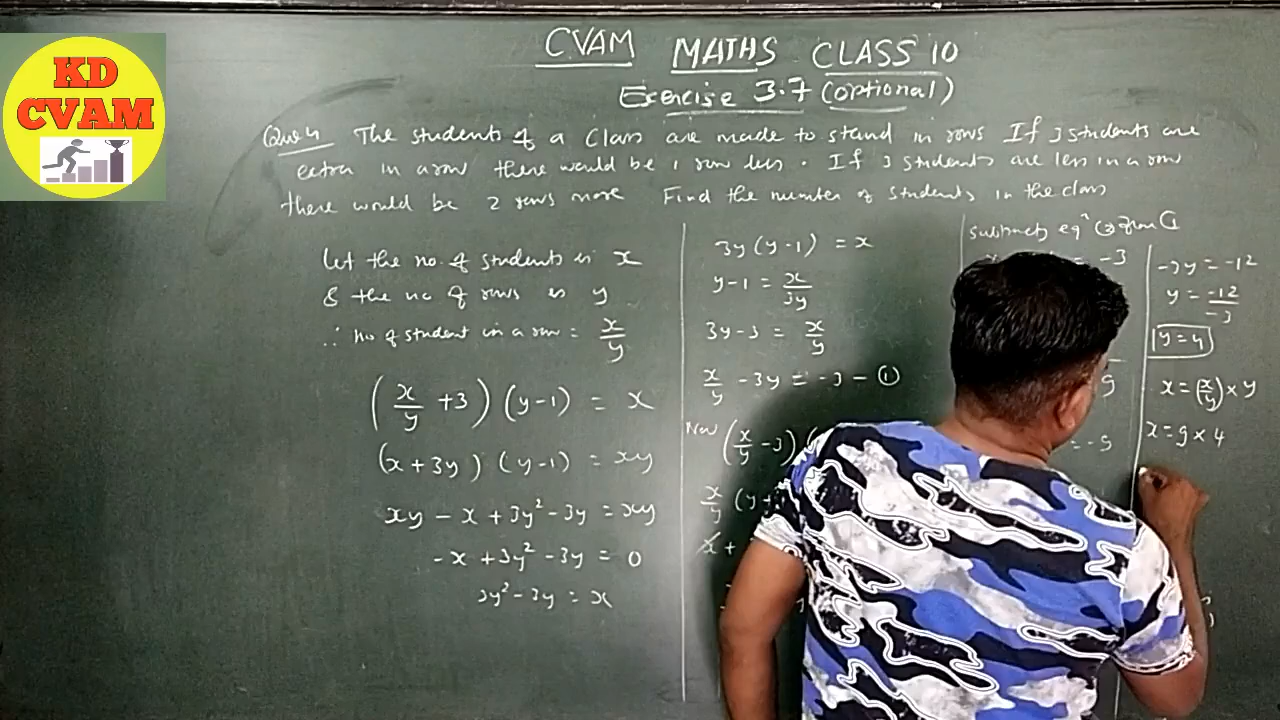 KD
CVAM
CVAM MATHS CLASS 10
Exercise 3.7 (optional)
Que 4 The students of a class are made to stand in rows If 3 students are
extra in a row there would be 1 row less. If 3 students are less in a row
there would be 2 rows more Find the number of students in the class
Let the no. of students is x
& the no of rows is y
∴ No of student in a row = x/y
(x/y + 3) (y-1) = x
(x + 3y) (y-1) = xy
xy - x + 3y² - 3y = xy
-x + 3y² - 3y = 0
3y² - 3y = x
3y (y-1) = x
y-1 = x/3y
3y-3 = x/y
x/y - 3y = -3 - ①
Now (x/y - 3) (
x/y (y+
x +
= -3
9
= -9
-3y = -12
y = -12/-3
y = 4
x = (x/y) × y
x = 9 × 4